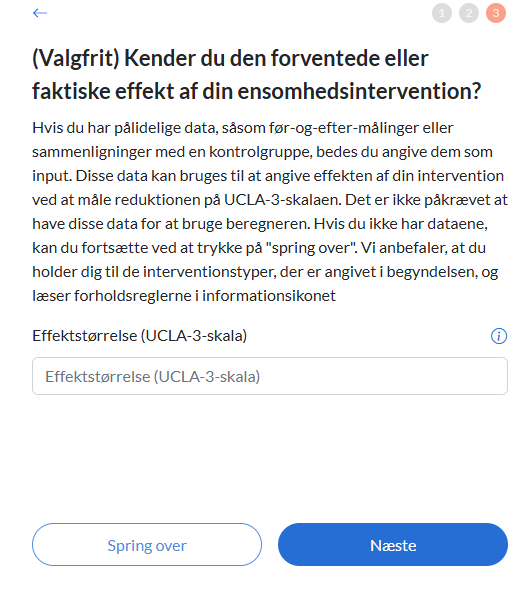 ←
1 2 3
(Valgfrit) Kender du den forventede eller
faktiske effekt af din ensomhedsintervention?
Hvis du har pålidelige data, såsom før-og-efter-målinger eller
sammenligninger med en kontrolgruppe, bedes du angive dem som
input. Disse data kan bruges til at angive effekten af din intervention
ved at måle reduktionen på UCLA-3-skalaen. Det er ikke påkrævet at
have disse data for at bruge beregneren. Hvis du ikke har dataene,
kan du fortsætte ved at trykke på "spring over". Vi anbefaler, at du
holder dig til de interventionstyper, der er angivet i begyndelsen, og
læser forholdsreglerne i informationsikonet
Effektstørrelse (UCLA-3-skala)
Effektstørrelse (UCLA-3-skala)
Spring over
Næste